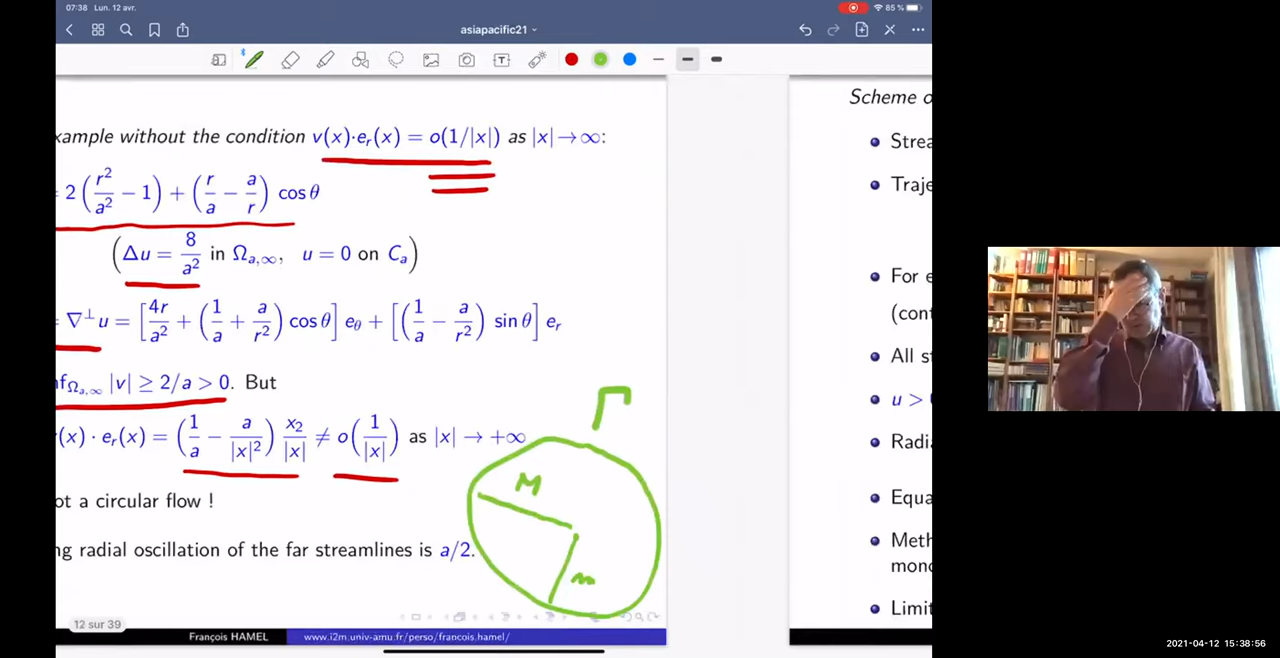 07:38 Lun. 12 avr.
85 %
asiapacific21
xample without the condition v(x)·e_r(x) = o(1/|x|) as |x|→∞:
= 2(r²/a² − 1) + (r/a − a/r) cos θ
(Δu = 8/a² in Ω_{a,∞}, u = 0 on C_a)
= ∇^⊥u = [4r/a² + (1/a + a/r²) cos θ] e_θ + [(1/a − a/r²) sin θ] e_r
nf_{Ω_{a,∞}} |v| ≥ 2/a > 0. But
(x) · e_r(x) = (1/a − a/|x|²) x₂/|x| ≠ o(1/|x|) as |x| → +∞
ot a circular flow !
ng radial oscillation of the far streamlines is a/2.
Γ
M
m
12 sur 39
François HAMEL www.i2m.univ-amu.fr/perso/francois.hamel/
Scheme o
Strea
Traje
For e
(cont
All s
u >
Radia
Equa
Meth
mono
Limit
2021-04-12 15:38:56